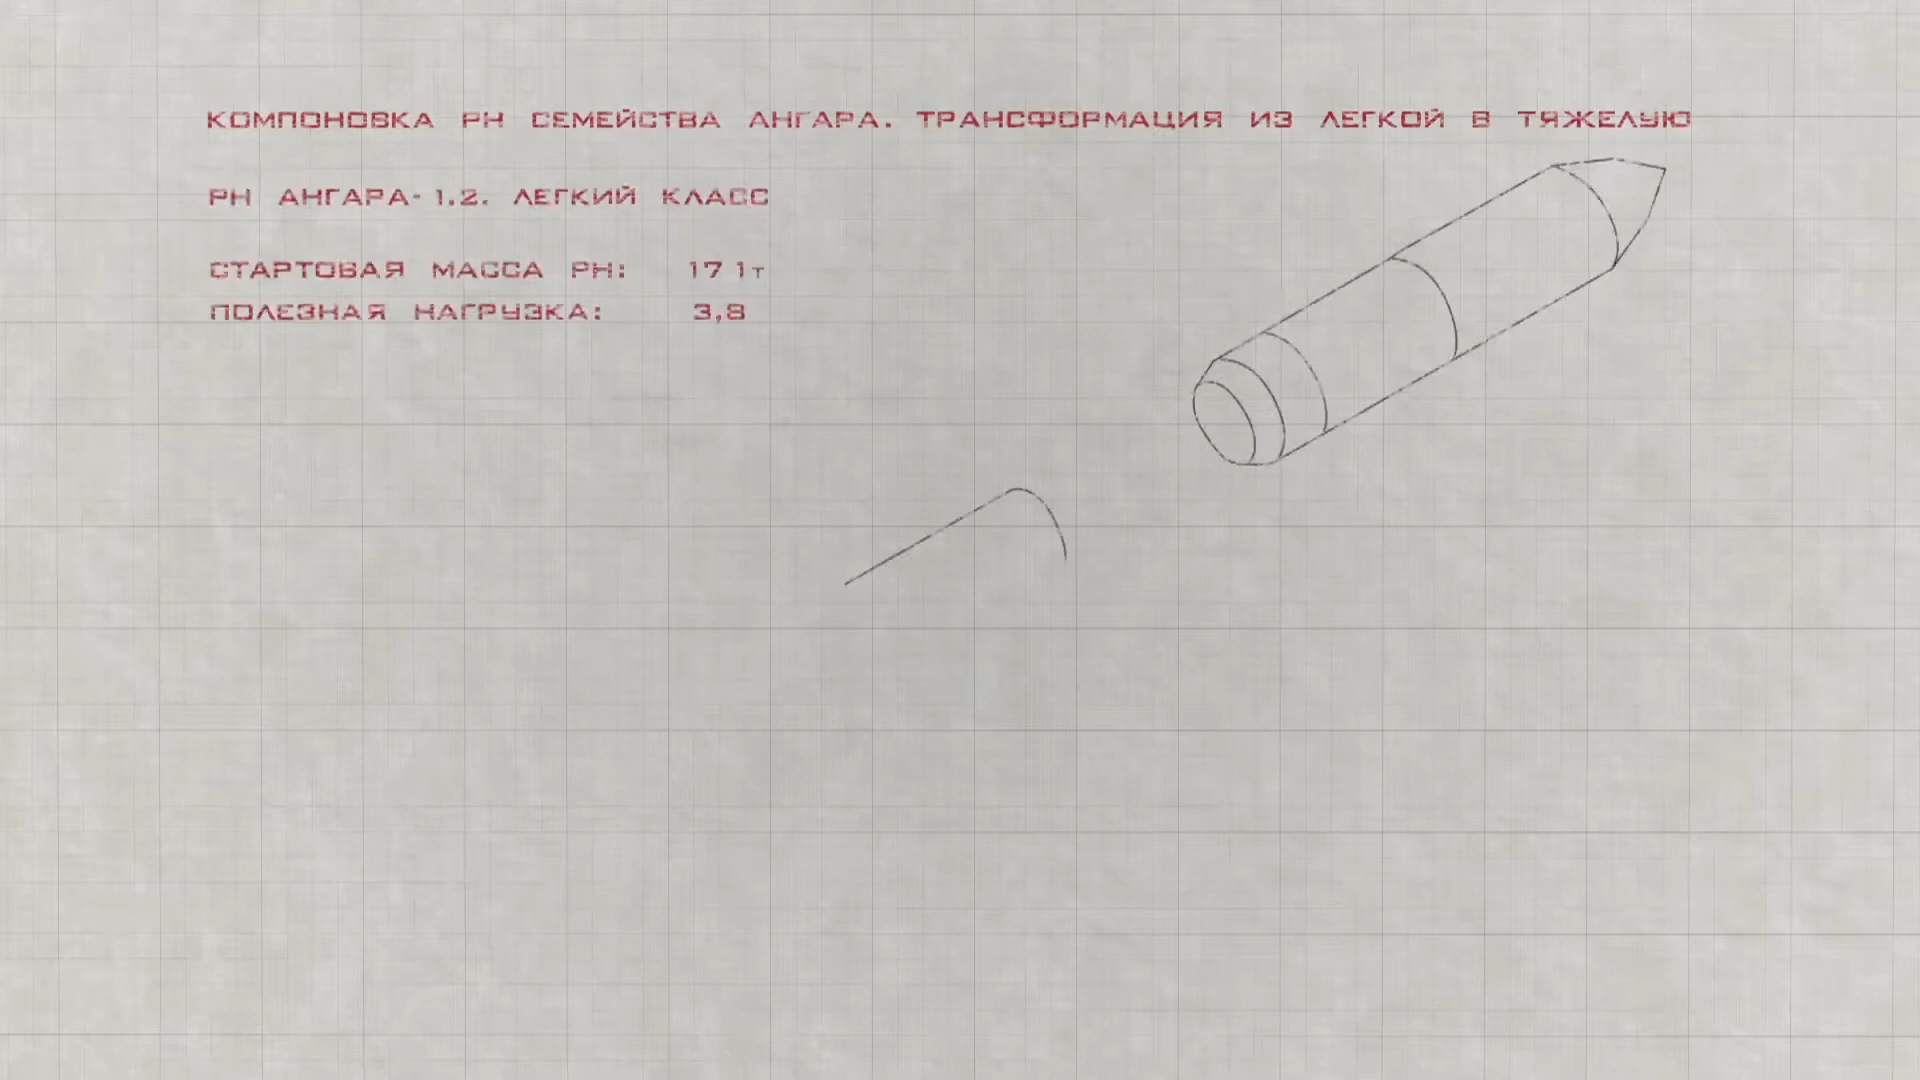 КОМПОНОВКА РН СЕМЕЙСТВА АНГАРА. ТРАНСФОРМАЦИЯ ИЗ ЛЕГКОЙ В ТЯЖЕЛУЮ
РН АНГАРА-1.2. ЛЕГКИЙ КЛАСС
СТАРТОВАЯ МАССА РН: 171т
ПОЛЕЗНАЯ НАГРУЗКА: 3,8